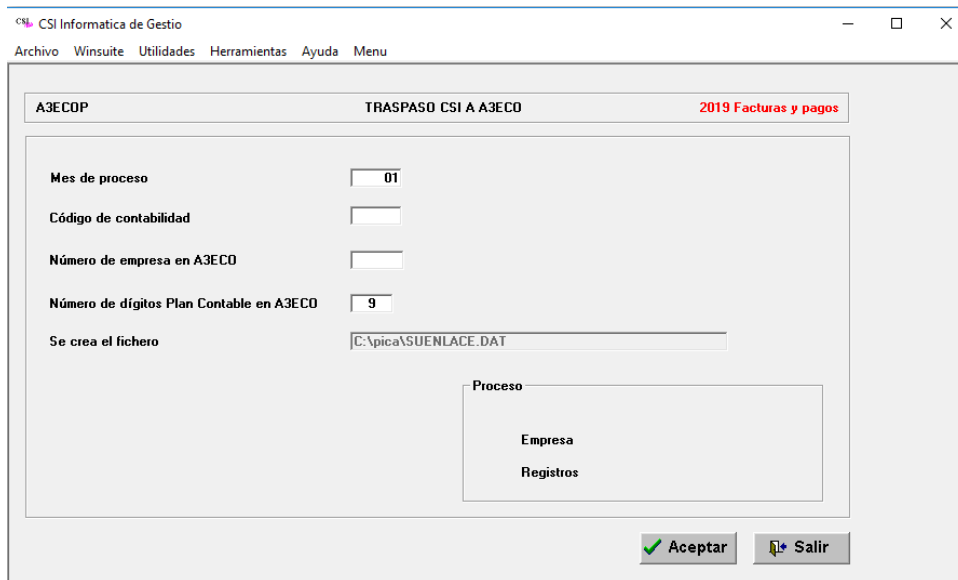 CSI CSI Informatica de Gestio
Archivo Winsuite Utilidades Herramientas Ayuda Menu
A3ECOP TRASPASO CSI A A3ECO 2019 Facturas y pagos
Mes de proceso 01
Código de contabilidad
Número de empresa en A3ECO
Número de dígitos Plan Contable en A3ECO 9
Se crea el fichero C:\pica\SUENLACE.DAT
Proceso
Empresa
Registros
Aceptar Salir